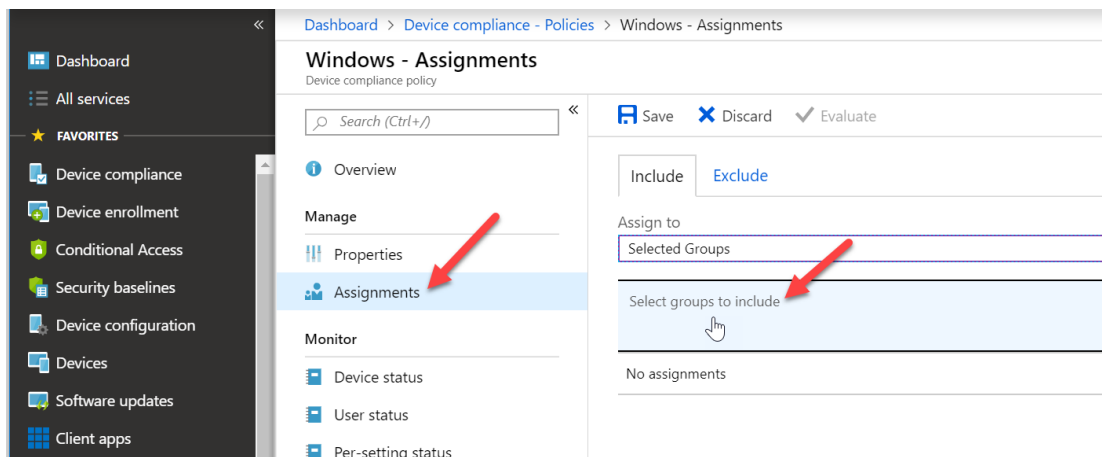 «
Dashboard
All services
FAVORITES
Device compliance
Device enrollment
Conditional Access
Security baselines
Device configuration
Devices
Software updates
Client apps
Dashboard > Device compliance - Policies > Windows - Assignments
Windows - Assignments
Device compliance policy
Search (Ctrl+/)
«
Overview
Manage
Properties
Assignments
Monitor
Device status
User status
Per-setting status
Save Discard Evaluate
Include Exclude
Assign to
Selected Groups
Select groups to include
No assignments